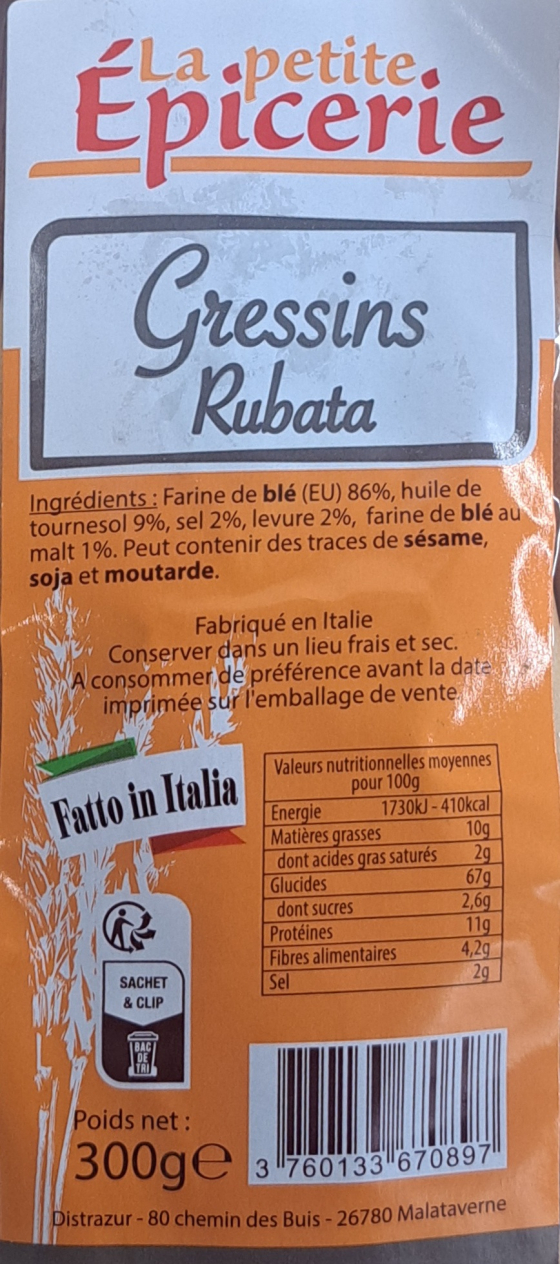 La petite
Épicerie
Gressins
Rubata
Ingrédients : Farine de blé (EU) 86%, huile de
tournesol 9%, sel 2%, levure 2%, farine de blé au
malt 1%. Peut contenir des traces de sésame,
soja et moutarde.
Fabriqué en Italie
Conserver dans un lieu frais et sec.
A consommer de préférence avant la date
imprimée sur l'emballage de vente
Fatto in Italia
Valeurs nutritionnelles moyennes
pour 100g
Energie 1730kJ - 410kcal
Matières grasses 10g
dont acides gras saturés 2g
Glucides 67g
dont sucres 2,6g
Protéines 11g
Fibres alimentaires 4,2g
Sel 2g
SACHET
& CLIP
BAC
DE
TRI
Poids net :
300g℮
3 760133 670897
Distrazur - 80 chemin des Buis - 26780 Malataverne